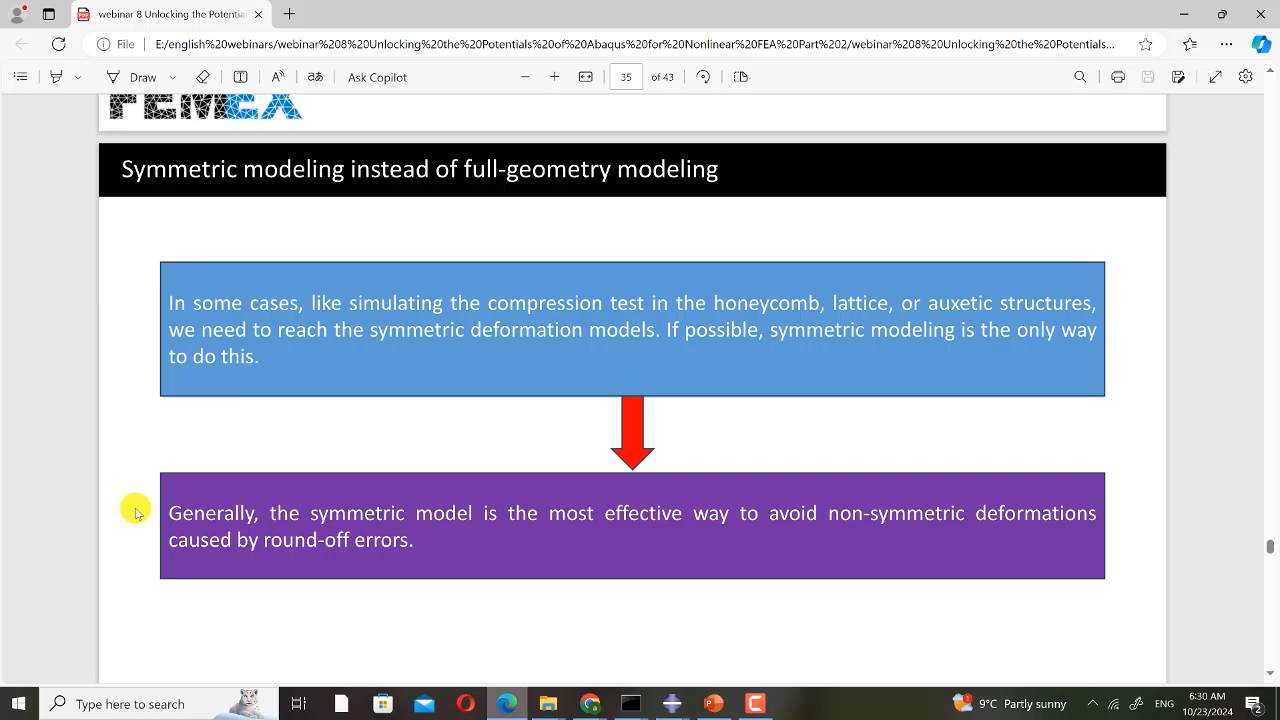 webinar 8 Unlocking the Potentia
File
E:/english%20webinars/webinar%208%20Unlocking%20the%20Potentials%20of%20Abaqus%20for%20Nonlinear%20FEA%20Part%202/webinar%208%20Unlocking%20the%20Potentials...
Draw
Ask Copilot
35 of 43
FEMEX
Symmetric modeling instead of full-geometry modeling
In some cases, like simulating the compression test in the honeycomb, lattice, or auxetic structures,
we need to reach the symmetric deformation models. If possible, symmetric modeling is the only way
to do this.
Generally, the symmetric model is the most effective way to avoid non-symmetric deformations
caused by round-off errors.
Type here to search
9°C Partly sunny
ENG
6:30 AM
10/23/2024